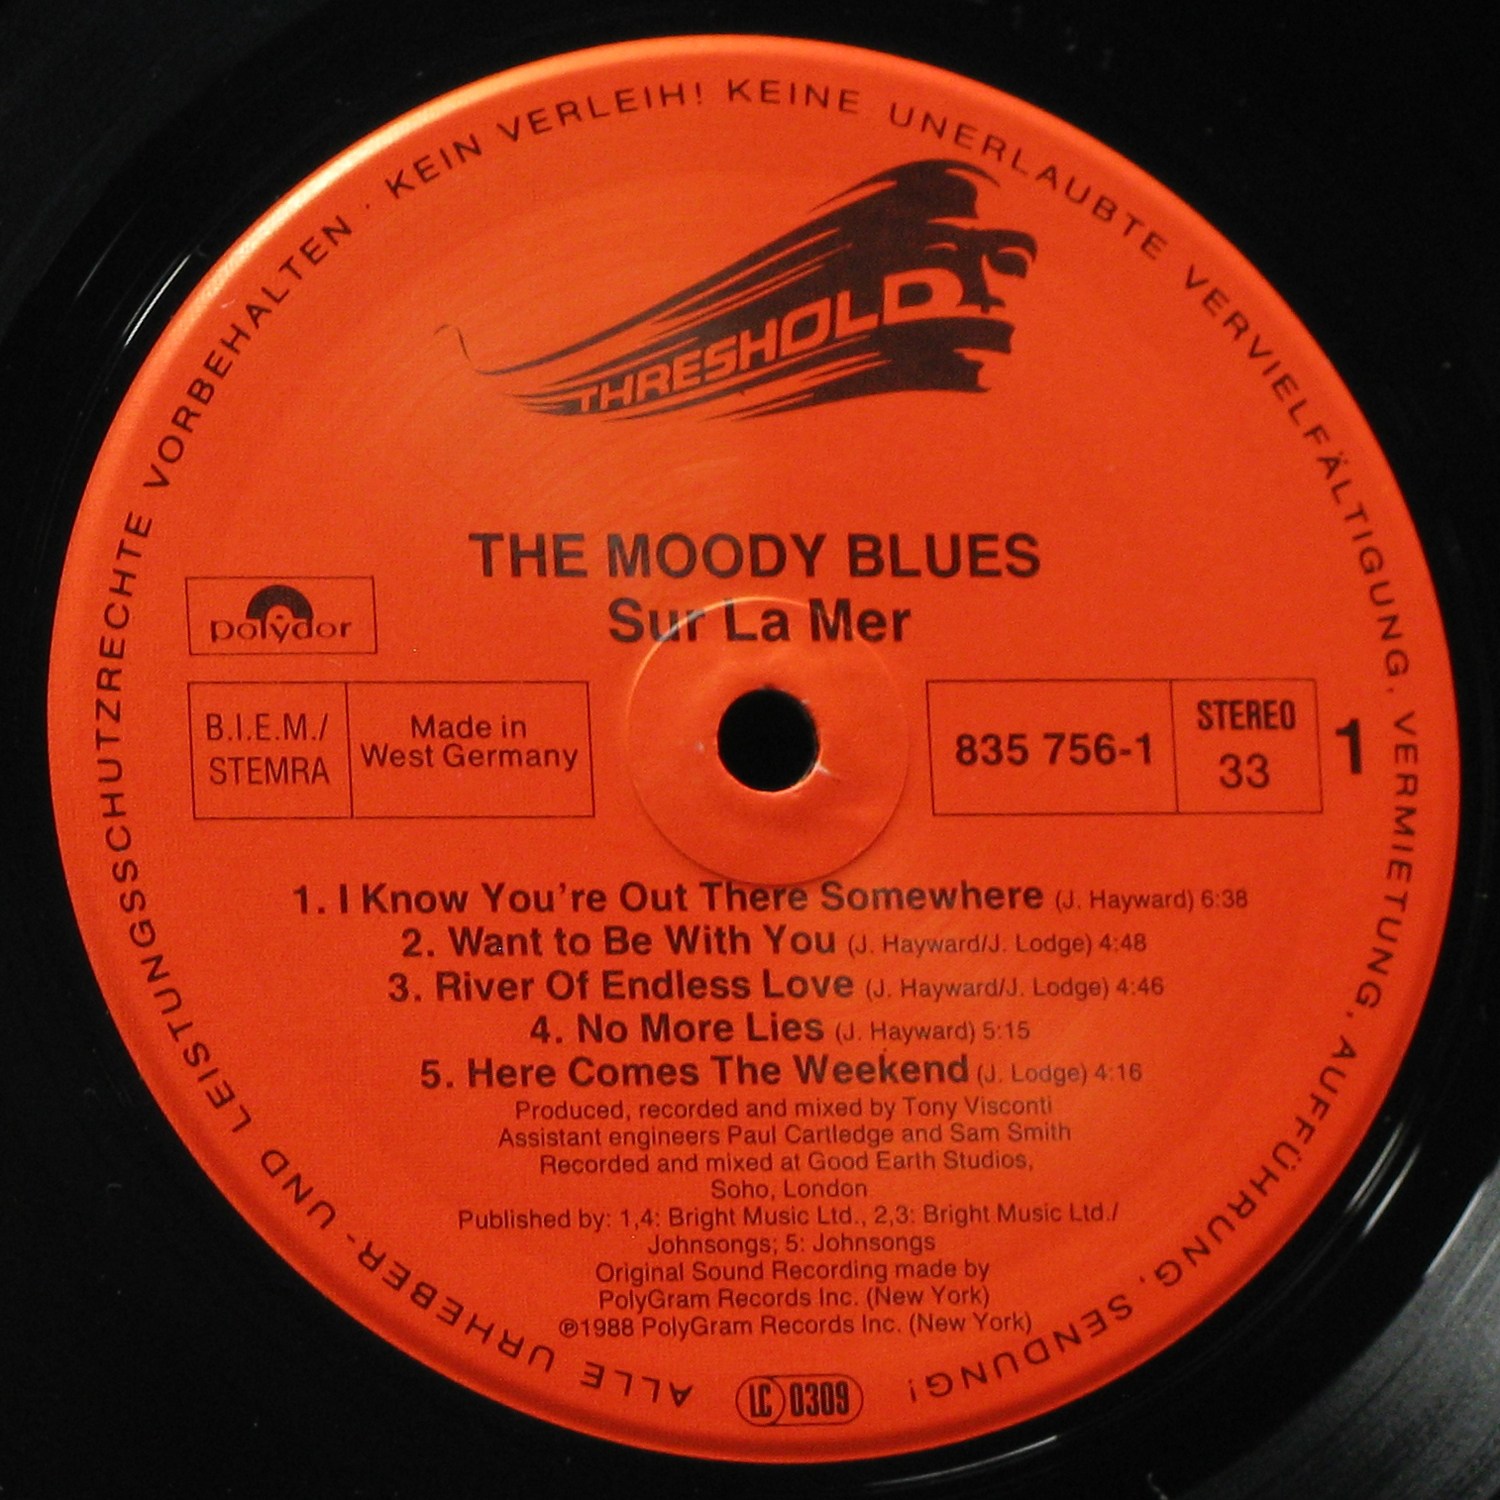 ALLE URHEBER- UND LEISTUNGSSCHUTZRECHTE VORBEHALTEN · KEIN VERLEIH! KEINE UNERLAUBTE VERVIELFÄLTIGUNG, VERMIETUNG, AUFFÜHRUNG, SENDUNG!
THRESHOLD
THE MOODY BLUES
Sur La Mer
polydor
B.I.E.M./
STEMRA
Made in
West Germany
835 756-1
STEREO
33
1
1. I Know You're Out There Somewhere (J. Hayward) 6:38
2. Want to Be With You (J. Hayward/J. Lodge) 4:48
3. River Of Endless Love (J. Hayward/J. Lodge) 4:46
4. No More Lies (J. Hayward) 5:15
5. Here Comes The Weekend (J. Lodge) 4:16
Produced, recorded and mixed by Tony Visconti
Assistant engineers Paul Cartledge and Sam Smith
Recorded and mixed at Good Earth Studios,
Soho, London
Published by: 1,4: Bright Music Ltd., 2,3: Bright Music Ltd./
Johnsongs; 5: Johnsongs
Original Sound Recording made by
PolyGram Records Inc. (New York)
℗1988 PolyGram Records Inc. (New York)
LC 0309